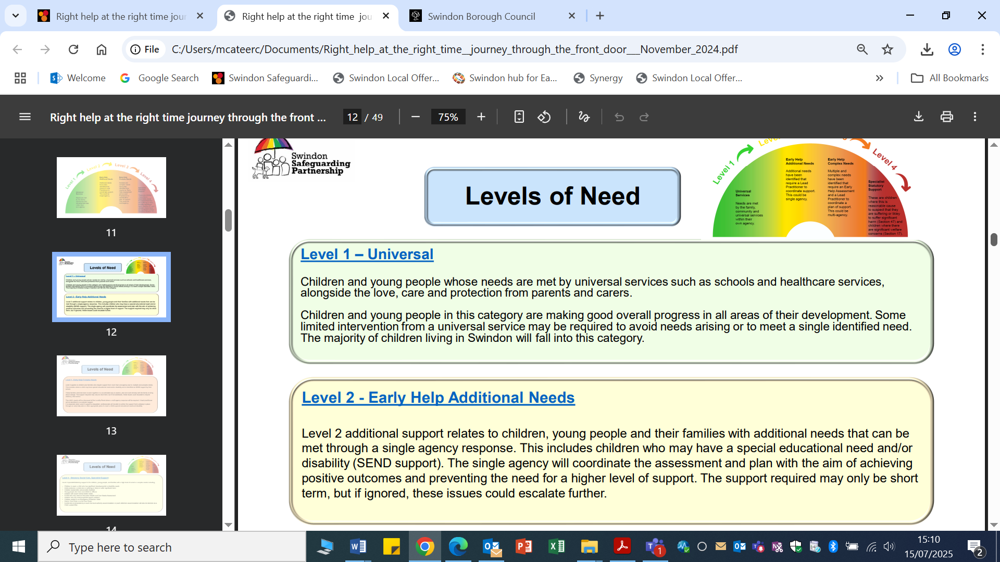 Right help at the right time jour
Right help at the right time jou
Swindon Borough Council
File
C:/Users/mcateerc/Documents/Right_help_at_the_right_time__journey_through_the_front_door___November_2024.pdf
Welcome
Google Search
Swindon Safeguardi...
Swindon Local Offer...
Swindon hub for Ea...
Synergy
Swindon Local Offer...
All Bookmarks
Right help at the right time journey through the front ...
12 / 49
75%
11
12
13
14
Levels of Need
Levels of Need
Levels of Need
Swindon
Safeguarding
Partnership
Levels of Need
Level 1
Level 4
Universal
Services
Needs are met
by the family,
community and
universal services
within their
own agency.
Early Help
Additional Needs
Additional needs
have been
identified that
require a Lead
Practitioner to
coordinate support.
This could be
single agency.
Early Help
Complex Needs
Multiple and
complex needs
have been
identified that
require an Early
Help Assessment
and a Lead
Practitioner to
coordinate a
plan of support.
This could be
multi-agency.
Specialist
Statutory
Support
These are children
where this is
reasonable cause
to suspect that they
are suffering or likley
to suffer significant
harm (Section 47) and
children where there
are significant welfare
concerns (Section 17).
Level 1 – Universal
Children and young people whose needs are met by universal services such as schools and healthcare services,
alongside the love, care and protection from parents and carers.
Children and young people in this category are making good overall progress in all areas of their development. Some
limited intervention from a universal service may be required to avoid needs arising or to meet a single identified need.
The majority of children living in Swindon will fall into this category.
Level 2 - Early Help Additional Needs
Level 2 additional support relates to children, young people and their families with additional needs that can be
met through a single agency response. This includes children who may have a special educational need and/or
disability (SEND support). The single agency will coordinate the assessment and plan with the aim of achieving
positive outcomes and preventing the need for a higher level of support. The support required may only be short
term, but if ignored, these issues could escalate further.
Type here to search
1
15:10
15/07/2025
2